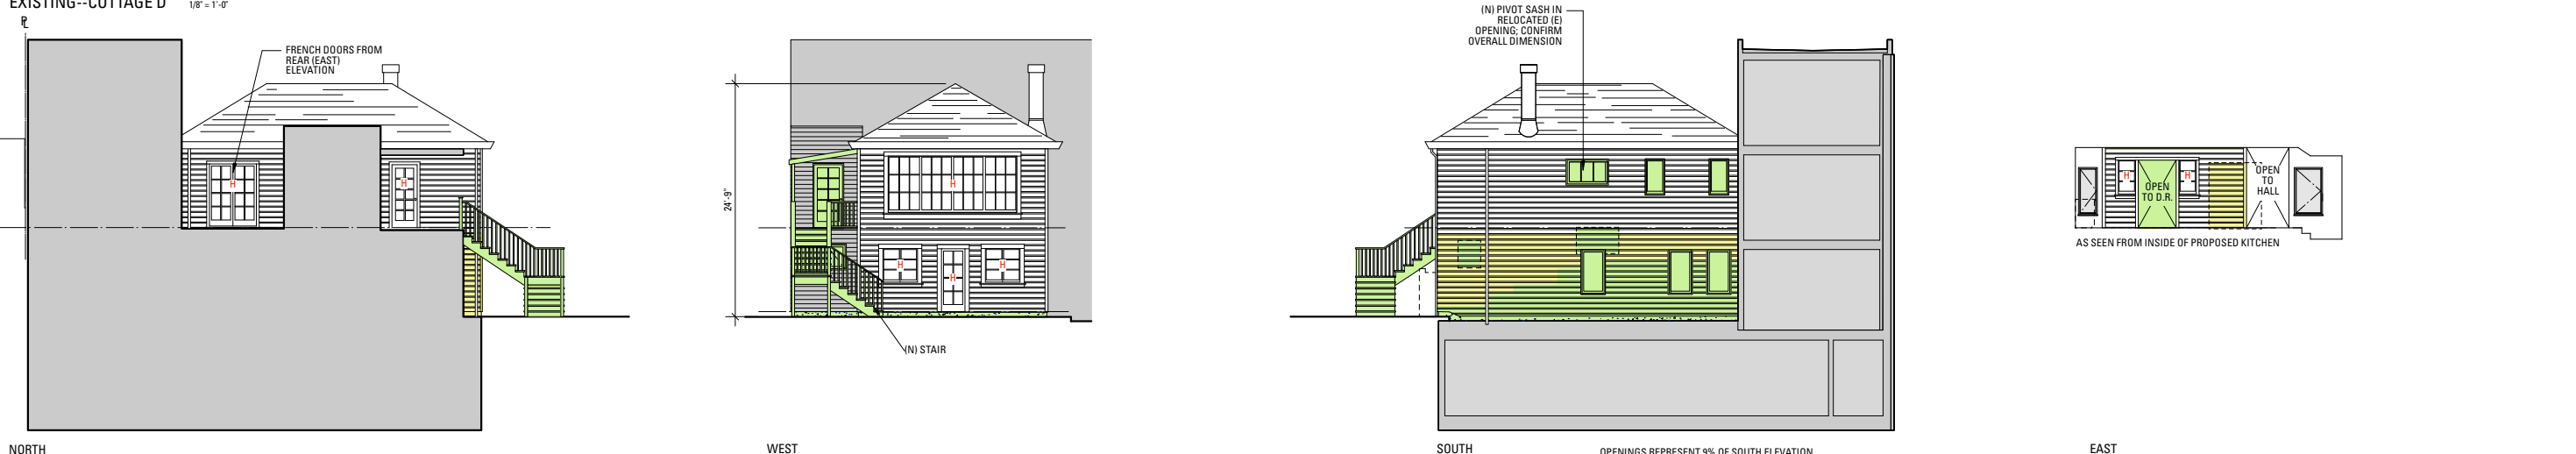 EXISTING--COTTAGE D
1/8" = 1'-0"
PL
FRENCH DOORS FROM
REAR (EAST)
ELEVATION
H
H
NORTH
24'-9"
H
H
H
H
(N) STAIR
WEST
(N) PIVOT SASH IN
RELOCATED (E)
OPENING; CONFIRM
OVERALL DIMENSION
SOUTH
OPENINGS REPRESENT 9% OF SOUTH ELEVATION
H
H
OPEN
TO D.R.
OPEN
TO
HALL
AS SEEN FROM INSIDE OF PROPOSED KITCHEN
EAST